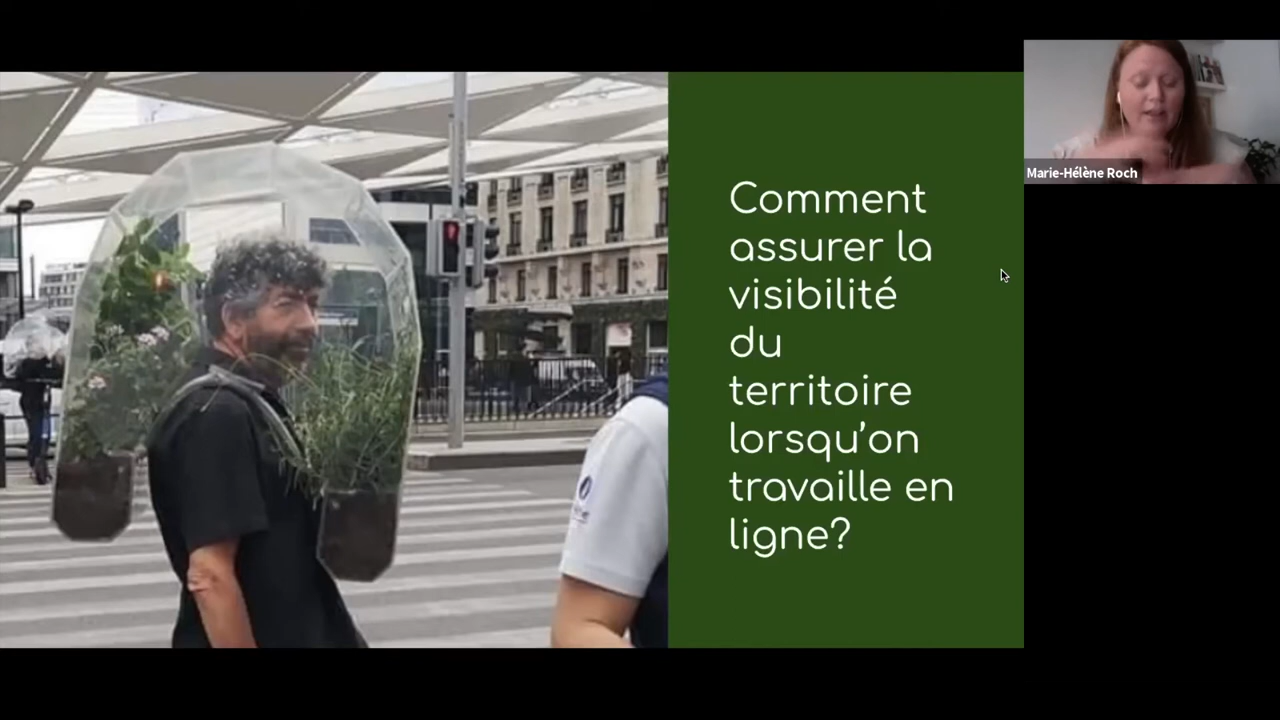 Comment
assurer la
visibilité
du
territoire
lorsqu’on
travaille en
ligne?
Marie-Hélène Roch